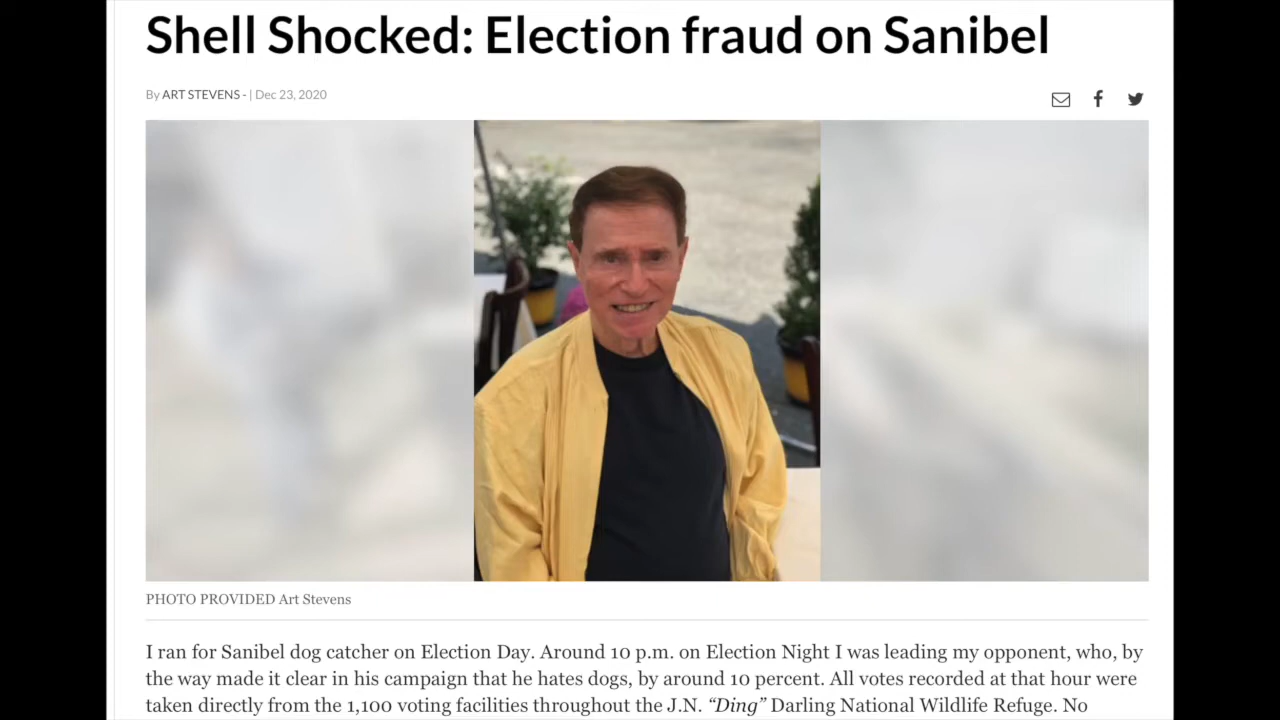 Shell Shocked: Election fraud on Sanibel
By ART STEVENS - | Dec 23, 2020
PHOTO PROVIDED Art Stevens
I ran for Sanibel dog catcher on Election Day. Around 10 p.m. on Election Night I was leading my opponent, who, by
the way made it clear in his campaign that he hates dogs, by around 10 percent. All votes recorded at that hour were
taken directly from the 1,100 voting facilities throughout the J.N. “Ding” Darling National Wildlife Refuge. No